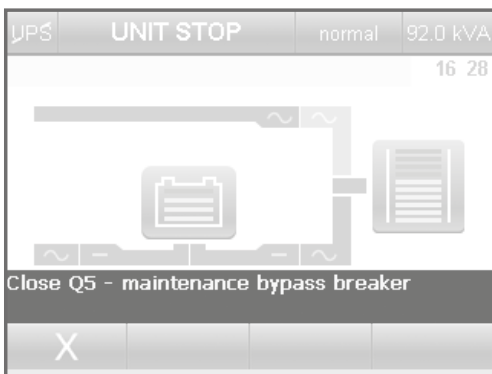 UPS UNIT STOP normal 92.0 kVA
16 28
Close Q5 - maintenance bypass breaker
X